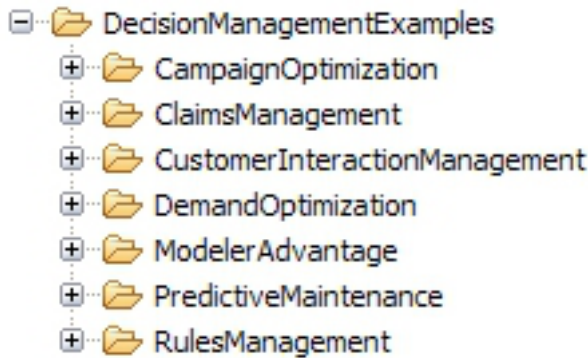 DecisionManagementExamples
CampaignOptimization
ClaimsManagement
CustomerInteractionManagement
DemandOptimization
ModelerAdvantage
PredictiveMaintenance
RulesManagement